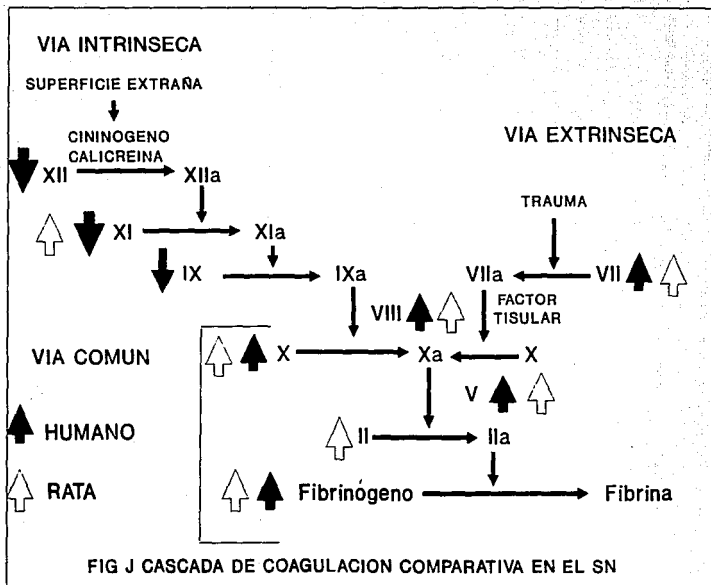 VIA INTRINSECA
SUPERFICIE EXTRAÑA
CININOGENO
CALICREINA
VIA EXTRINSECA
XII XIIa
TRAUMA
XI XIa
IX IXa VIIa VII
VIII FACTOR
TISULAR
VIA COMUN X Xa X
V
HUMANO II IIa
RATA Fibrinógeno Fibrina
FIG J CASCADA DE COAGULACION COMPARATIVA EN EL SN